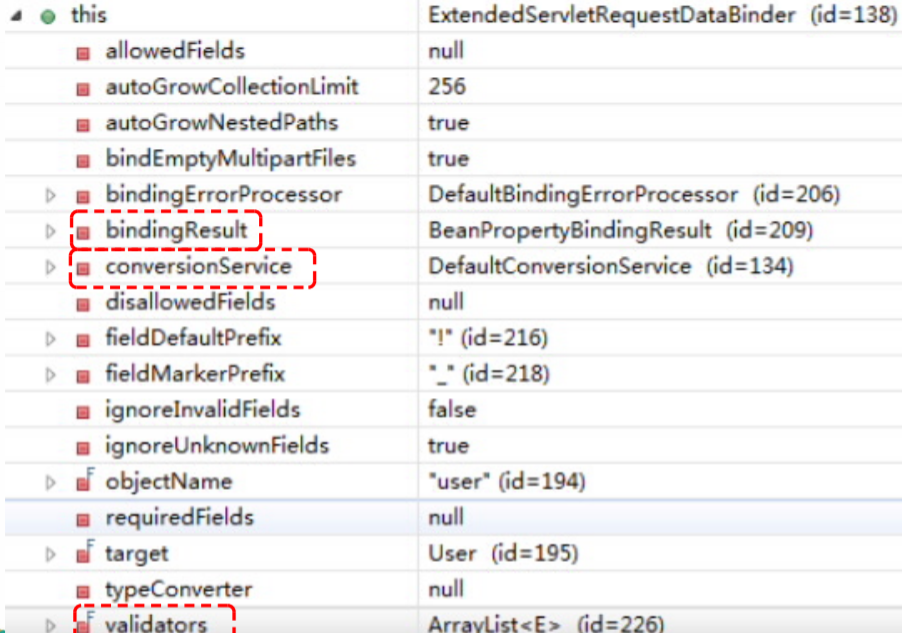 this ExtendedServletRequestDataBinder (id=138)
allowedFields null
autoGrowCollectionLimit 256
autoGrowNestedPaths true
bindEmptyMultipartFiles true
bindingErrorProcessor DefaultBindingErrorProcessor (id=206)
bindingResult BeanPropertyBindingResult (id=209)
conversionService DefaultConversionService (id=134)
disallowedFields null
fieldDefaultPrefix "!" (id=216)
fieldMarkerPrefix "_" (id=218)
ignoreInvalidFields false
ignoreUnknownFields true
F objectName "user" (id=194)
requiredFields null
F target User (id=195)
typeConverter null
F validators ArrayList<E> (id=226)